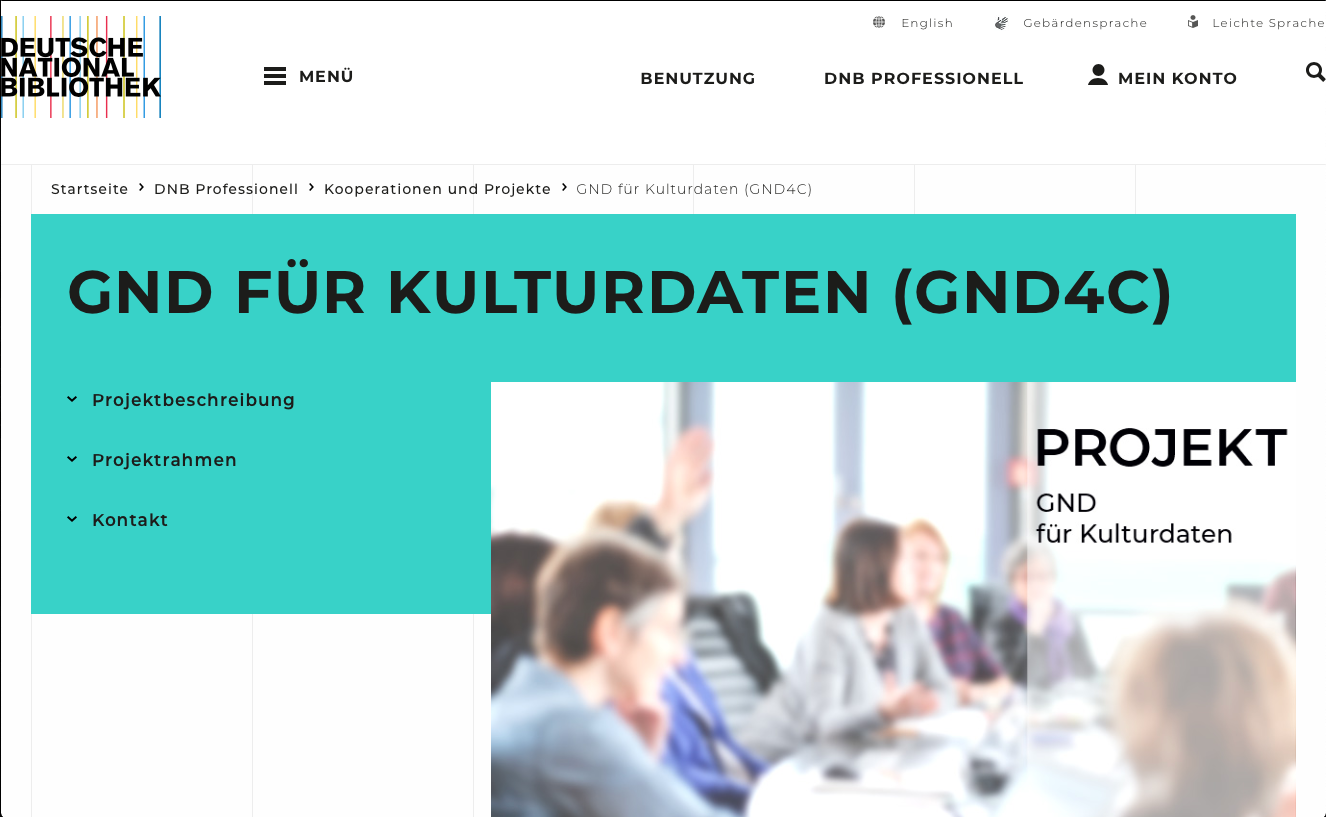 English Gebärdensprache Leichte Sprache
DEUTSCHE
NATIONAL
BIBLIOTHEK
MENÜ BENUTZUNG DNB PROFESSIONELL MEIN KONTO
Startseite DNB Professionell Kooperationen und Projekte GND für Kulturdaten (GND4C)
GND FÜR KULTURDATEN (GND4C)
Projektbeschreibung
Projektrahmen
Kontakt
PROJEKT
GND
für Kulturdaten